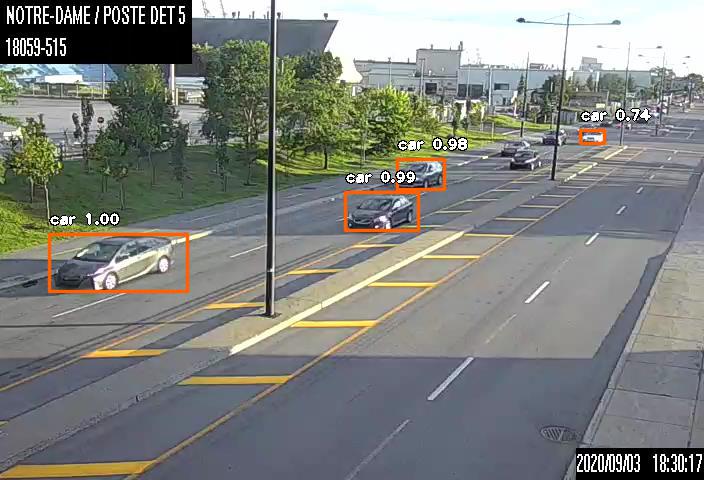 NOTRE-DAME / POSTE DET 5
18059-515
car 0.74
car 0.98
car 0.99
car 1.00
2020/09/03 18:30:17